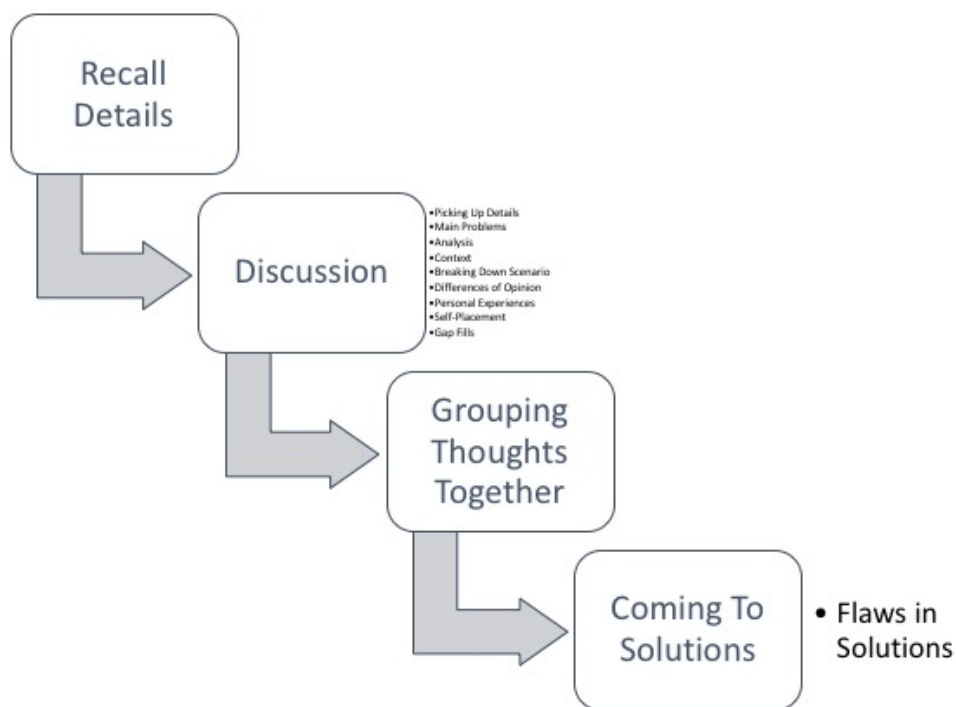 Recall
Details
Discussion
•Picking Up Details
•Main Problems
•Analysis
•Context
•Breaking Down Scenario
•Differences of Opinion
•Personal Experiences
•Self-Placement
•Gap Fills
Grouping
Thoughts
Together
Coming To
Solutions
• Flaws in
Solutions